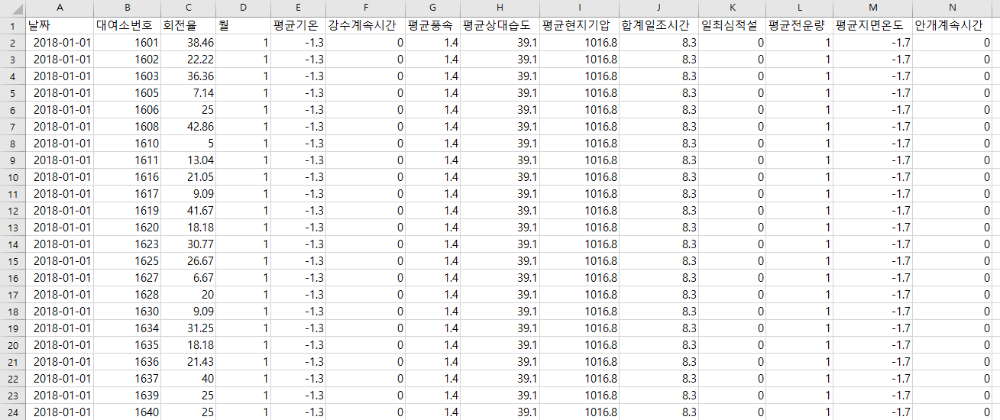 A B C D E F G H I J K L M N
1 날짜 대여소번호 회전율 월 평균기온 강수계속시간 평균풍속 평균상대습도 평균현지기압 합계일조시간 일최심적설 평균전운량 평균지면온도 안개계속시간
2 2018-01-01 1601 38.46 1 -1.3 0 1.4 39.1 1016.8 8.3 0 1 -1.7 0
3 2018-01-01 1602 22.22 1 -1.3 0 1.4 39.1 1016.8 8.3 0 1 -1.7 0
4 2018-01-01 1603 36.36 1 -1.3 0 1.4 39.1 1016.8 8.3 0 1 -1.7 0
5 2018-01-01 1605 7.14 1 -1.3 0 1.4 39.1 1016.8 8.3 0 1 -1.7 0
6 2018-01-01 1606 25 1 -1.3 0 1.4 39.1 1016.8 8.3 0 1 -1.7 0
7 2018-01-01 1608 42.86 1 -1.3 0 1.4 39.1 1016.8 8.3 0 1 -1.7 0
8 2018-01-01 1610 5 1 -1.3 0 1.4 39.1 1016.8 8.3 0 1 -1.7 0
9 2018-01-01 1611 13.04 1 -1.3 0 1.4 39.1 1016.8 8.3 0 1 -1.7 0
10 2018-01-01 1616 21.05 1 -1.3 0 1.4 39.1 1016.8 8.3 0 1 -1.7 0
11 2018-01-01 1617 9.09 1 -1.3 0 1.4 39.1 1016.8 8.3 0 1 -1.7 0
12 2018-01-01 1619 41.67 1 -1.3 0 1.4 39.1 1016.8 8.3 0 1 -1.7 0
13 2018-01-01 1620 18.18 1 -1.3 0 1.4 39.1 1016.8 8.3 0 1 -1.7 0
14 2018-01-01 1623 30.77 1 -1.3 0 1.4 39.1 1016.8 8.3 0 1 -1.7 0
15 2018-01-01 1625 26.67 1 -1.3 0 1.4 39.1 1016.8 8.3 0 1 -1.7 0
16 2018-01-01 1627 6.67 1 -1.3 0 1.4 39.1 1016.8 8.3 0 1 -1.7 0
17 2018-01-01 1628 20 1 -1.3 0 1.4 39.1 1016.8 8.3 0 1 -1.7 0
18 2018-01-01 1630 9.09 1 -1.3 0 1.4 39.1 1016.8 8.3 0 1 -1.7 0
19 2018-01-01 1634 31.25 1 -1.3 0 1.4 39.1 1016.8 8.3 0 1 -1.7 0
20 2018-01-01 1635 18.18 1 -1.3 0 1.4 39.1 1016.8 8.3 0 1 -1.7 0
21 2018-01-01 1636 21.43 1 -1.3 0 1.4 39.1 1016.8 8.3 0 1 -1.7 0
22 2018-01-01 1637 40 1 -1.3 0 1.4 39.1 1016.8 8.3 0 1 -1.7 0
23 2018-01-01 1639 25 1 -1.3 0 1.4 39.1 1016.8 8.3 0 1 -1.7 0
24 2018-01-01 1640 25 1 -1.3 0 1.4 39.1 1016.8 8.3 0 1 -1.7 0